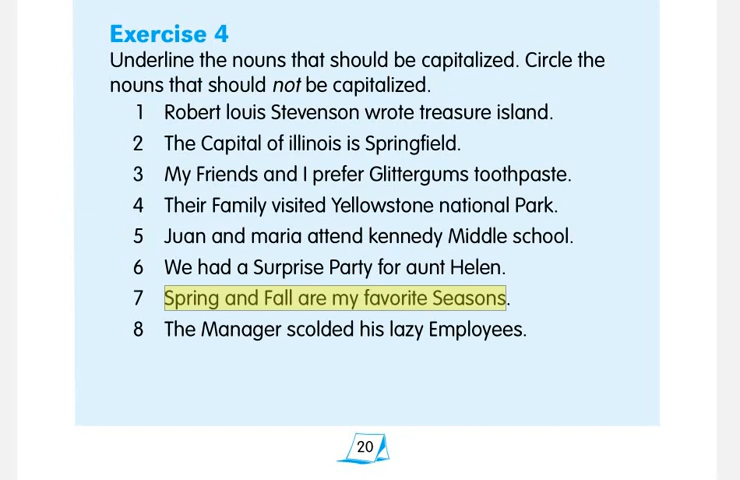 Exercise 4
Underline the nouns that should be capitalized. Circle the
nouns that should not be capitalized.
1 Robert louis Stevenson wrote treasure island.
2 The Capital of illinois is Springfield.
3 My Friends and I prefer Glittergums toothpaste.
4 Their Family visited Yellowstone national Park.
5 Juan and maria attend kennedy Middle school.
6 We had a Surprise Party for aunt Helen.
7 Spring and Fall are my favorite Seasons.
8 The Manager scolded his lazy Employees.
20